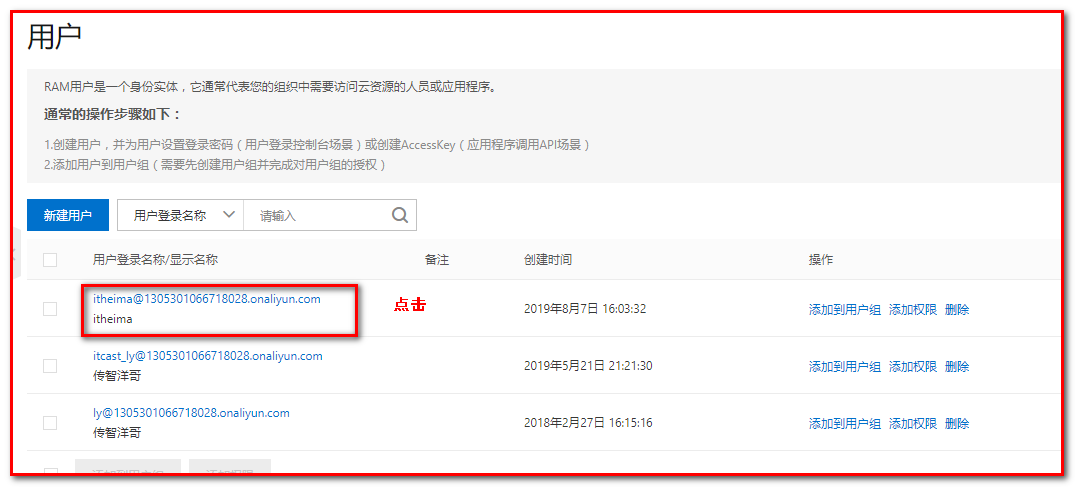 用户
RAM用户是一个身份实体，它通常代表您的组织中需要访问云资源的人员或应用程序。
通常的操作步骤如下：
1.创建用户，并为用户设置登录密码（用户登录控制台场景）或创建AccessKey（应用程序调用API场景）
2.添加用户到用户组（需要先创建用户组并完成对用户组的授权）
新建用户 用户登录名称 请输入
用户登录名称/显示名称 备注 创建时间 操作
itheima@1305301066718028.onaliyun.com
itheima
点击
2019年8月7日 16:03:32 添加到用户组 添加权限 删除
itcast_ly@1305301066718028.onaliyun.com
传智洋哥
2019年5月21日 21:21:30 添加到用户组 添加权限 删除
ly@1305301066718028.onaliyun.com
传智洋哥
2018年2月27日 16:15:16 添加到用户组 添加权限 删除